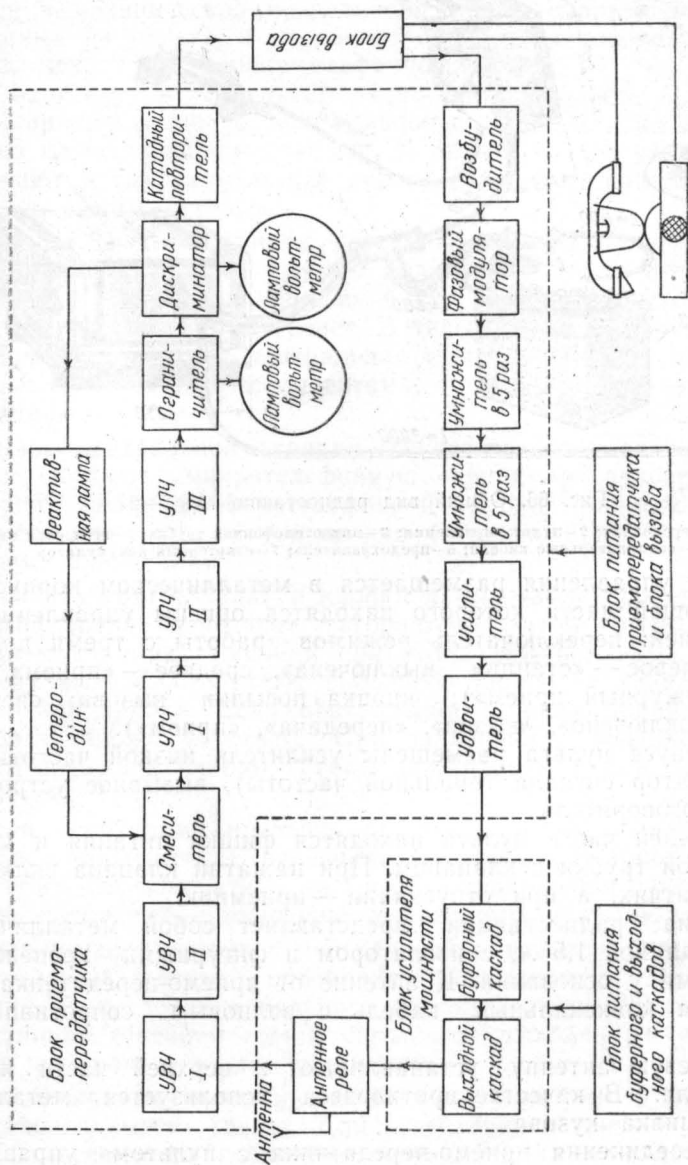 Блок приемо-
передатчика
УВЧ
I
УВЧ
II
Смеси-
тель
Гетеро-
дин
УПЧ
I
УПЧ
II
УПЧ
III
Реактив-
ная лампа
Ограни-
читель
Дискри-
минатор
Катодный
повтори-
тель
Ламповый
вольт-
метр
Ламповый
вольт-
метр
Блок вызова
Антенна
Антенное
реле
Блок усилителя
мощности
Выходной
каскад
Буферный
каскад
Удвои-
тель
Усили-
тель
Умножи-
тель
в 3 раза
Умножи-
тель
в 5 раз
Фазовый
модуля-
тор
Возбу-
дитель
Блок питания
буферного выход-
ного каскадов
Блок питания
приемопередатчика
блока вызова